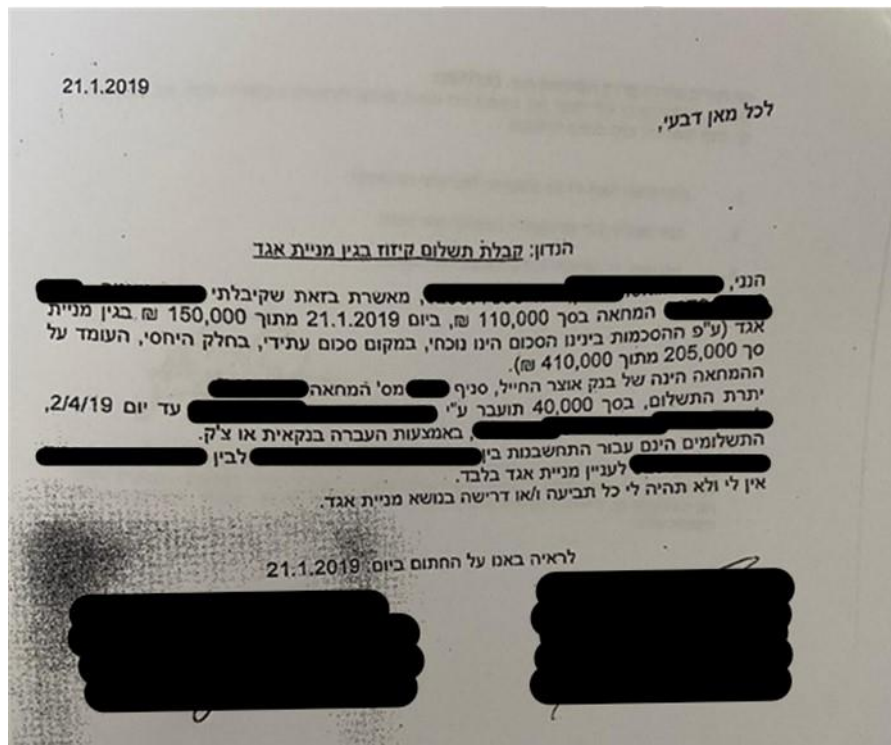 21.1.2019
לכל מאן דבעי,
הנדון: קבלת תשלום קיזוז בגין מניית אגד
הנני, , מאשרת בזאת שקיבלתי
המחאה בסך 110,000 ₪, ביום 21.1.2019 מתוך 150,000 ₪ בגין מניית
אגד (ע"פ ההסכמות בינינו הסכום הינו נוכחי, במקום סכום עתידי, בחלק היחסי, העומד על
סך 205,000 מתוך 410,000 ₪).
ההמחאה הינה של בנק אוצר החייל, סניף מס' המחאה
יתרת התשלום, בסך 40,000 תועבר ע"י עד יום 2/4/19,
, באמצעות העברה בנקאית או צ'ק.
התשלומים הינם עבור התחשבנות בין לבין
לעניין מניית אגד בלבד.
אין לי ולא תהיה לי כל תביעה ו/או דרישה בנושא מניית אגד.
לראיה באנו על החתום ביום: 21.1.2019